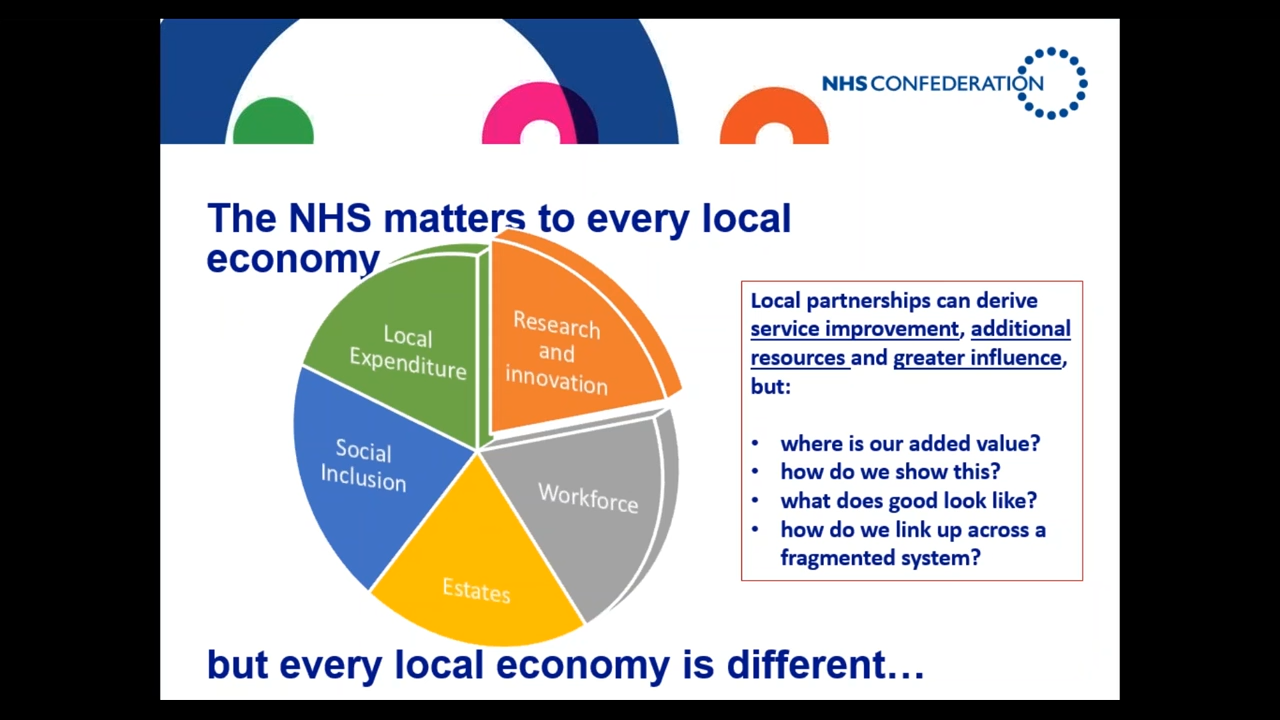 NHS CONFEDERATION
The NHS matters to every local
economy
Local
Expenditure
Research
and
innovation
Social
Inclusion
Workforce
Estates
Local partnerships can derive
service improvement, additional
resources and greater influence,
but:
• where is our added value?
• how do we show this?
• what does good look like?
• how do we link up across a
fragmented system?
but every local economy is different…